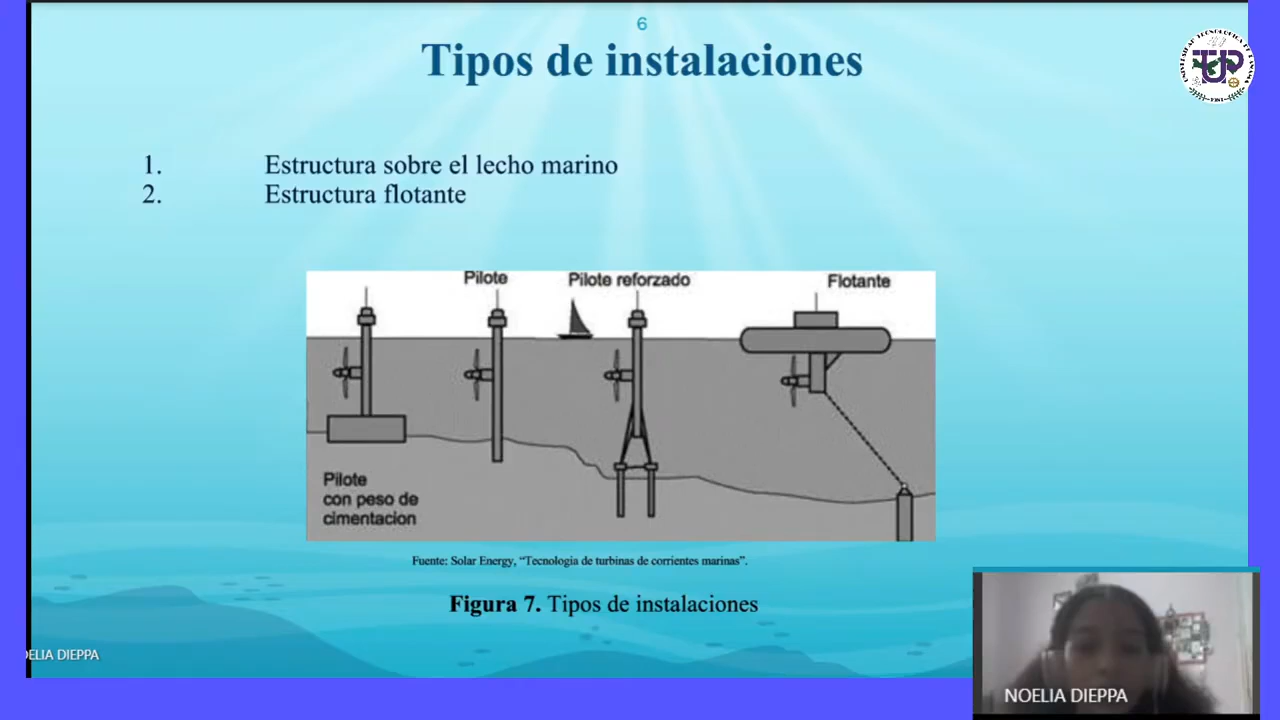 6
Tipos de instalaciones
1. Estructura sobre el lecho marino
2. Estructura flotante
Pilote
Pilote reforzado
Flotante
Pilote
con peso de
cimentacion
Fuente: Solar Energy, “Tecnologia de turbinas de corrientes marinas”.
Figura 7. Tipos de instalaciones
DIEPPA
NOELIA DIEPPA
UTP